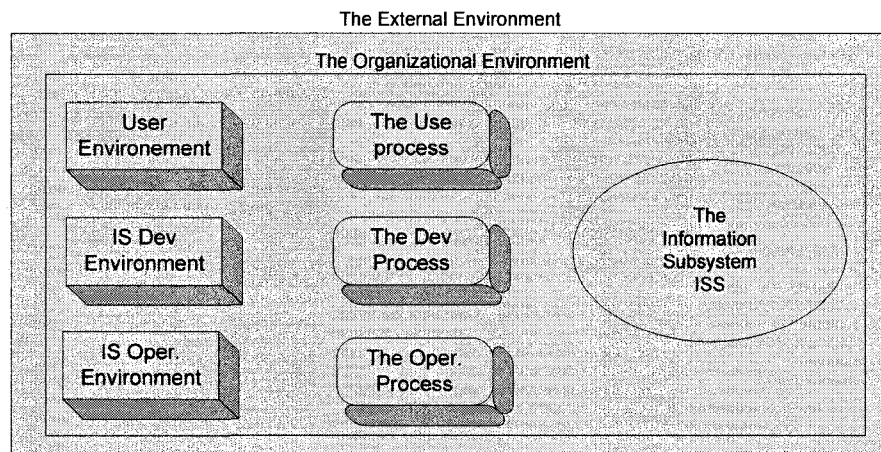 The External Environment
The Organizational Environment
User
Environement
The Use
process
IS Dev
Environment
The Dev
Process
The
Information
Subsystem
ISS
IS Oper.
Environment
The Oper.
Process